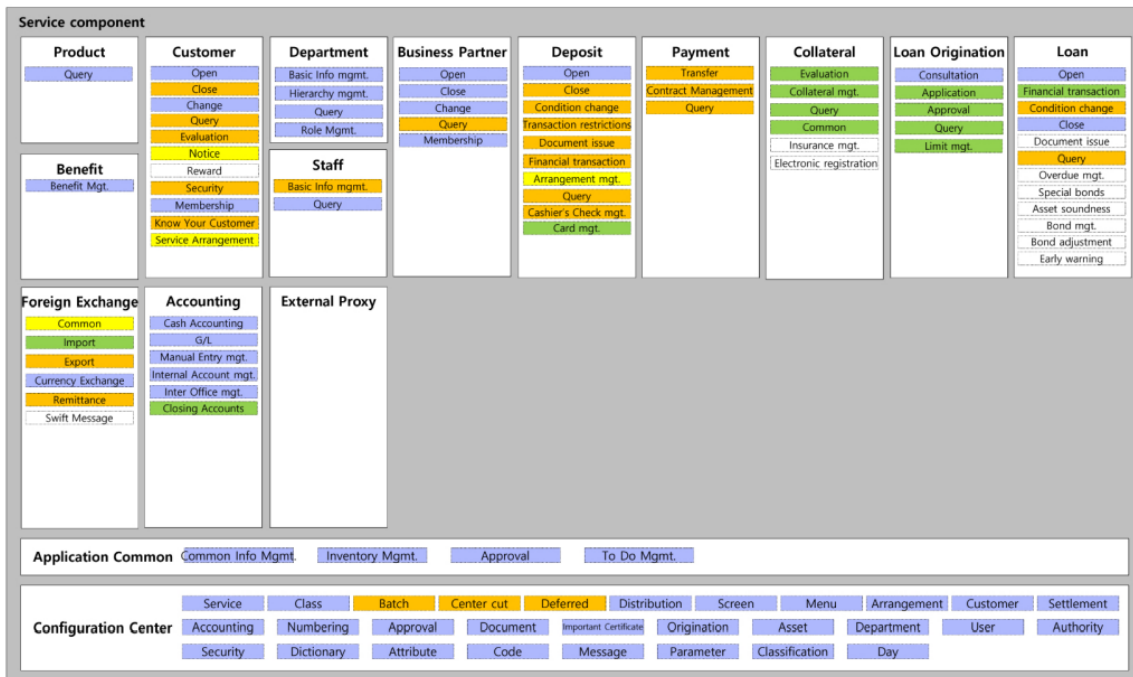 Service component
Product
Query
Customer
Open
Close
Change
Query
Evaluation
Notice
Reward
Security
Membership
Know Your Customer
Service Arrangement
Department
Basic Info mgmt.
Hierarchy mgmt.
Query
Role Mgmt.
Business Partner
Open
Close
Change
Query
Membership
Deposit
Open
Close
Condition change
Transaction restrictions
Document issue
Financial transaction
Arrangement mgt.
Query
Cashier's Check mgt.
Card mgt.
Payment
Transfer
Contract Management
Query
Collateral
Evaluation
Collateral mgt.
Query
Common
Insurance mgt.
Electronic registration
Loan Origination
Consultation
Application
Approval
Query
Limit mgt.
Loan
Open
Financial transaction
Condition change
Close
Document issue
Query
Overdue mgt.
Special bonds
Asset soundness
Bond mgt.
Bond adjustment
Early warning
Benefit
Benefit Mgt.
Staff
Basic Info mgmt.
Query
Foreign Exchange
Common
Import
Export
Currency Exchange
Remittance
Swift Message
Accounting
Cash Accounting
G/L
Manual Entry mgt.
Internal Account mgt.
Inter Office mgt.
Closing Accounts
External Proxy
Application Common
Common Info Mgmt.
Inventory Mgmt.
Approval
To Do Mgmt.
Configuration Center
Service
Class
Batch
Center cut
Deferred
Distribution
Screen
Menu
Arrangement
Customer
Settlement
Accounting
Numbering
Approval
Document
Important Certificate
Origination
Asset
Department
User
Authority
Security
Dictionary
Attribute
Code
Message
Parameter
Classification
Day